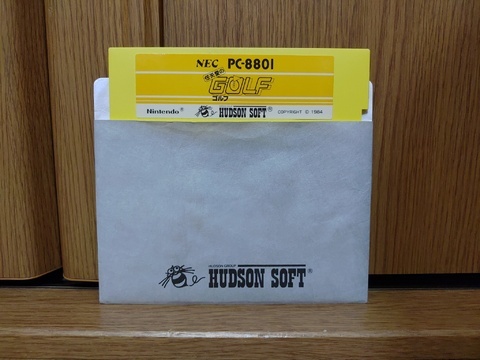 NEC PC-8801
GOLF
ゴルフ
Nintendo® HUDSON SOFT® COPYRIGHT © 1984
HUDSON GROUP
HUDSON SOFT®